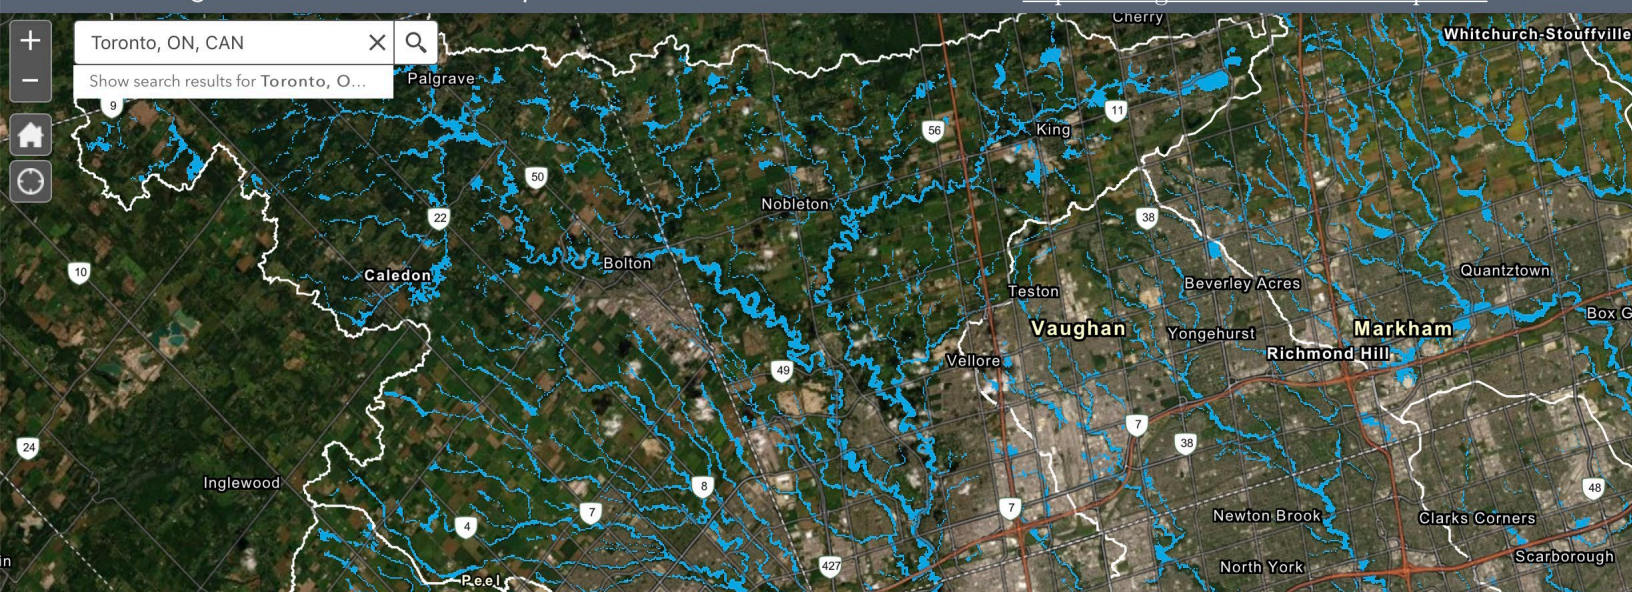 Cherry
Whitchurch-Stouffville
+
Toronto, ON, CAN
Show search results for Toronto, O...
−
Palgrave
9
11
56
King
50
Nobleton
22
38
Bolton
10
Caledon
Quantztown
Beverley Acres
Teston
Box G
Vaughan
Yongehurst
Markham
Richmond Hill
Vellore
49
7
38
24
Inglewood
8
48
7
7
Newton Brook
Clarks Corners
4
Scarborough
in
427
North York
Peel